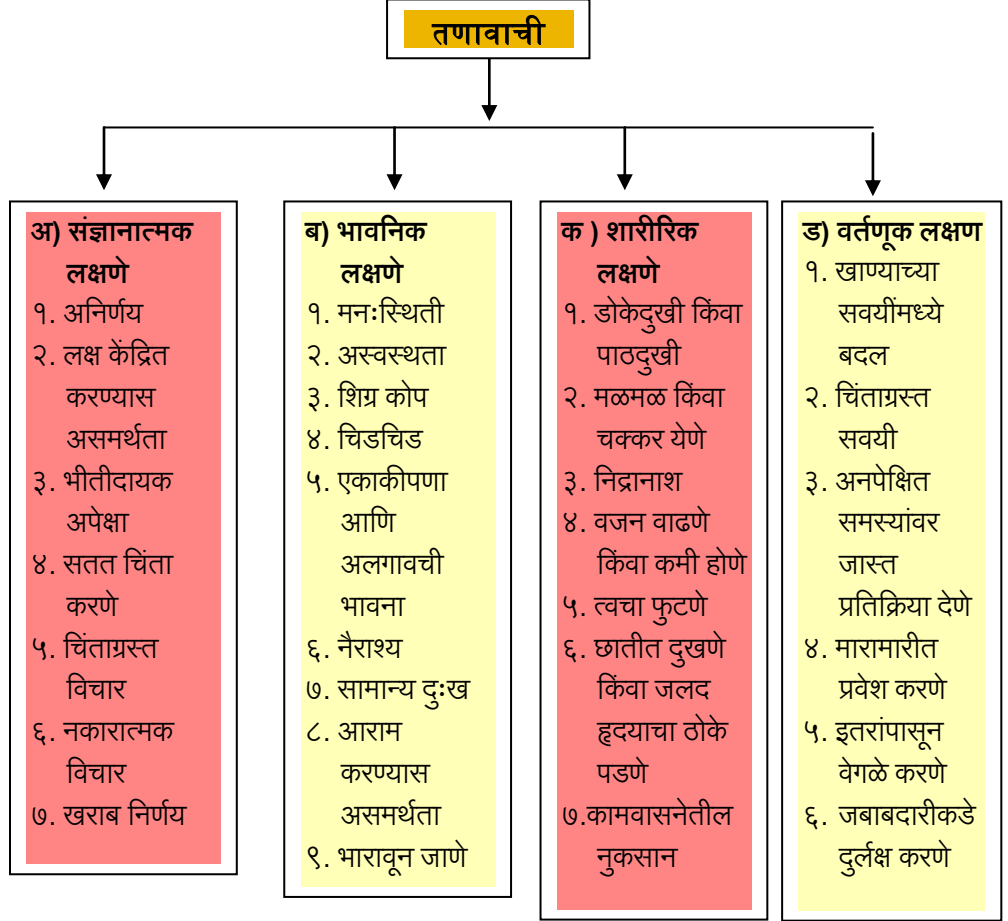 तणावाची
अ) संज्ञानात्मक
लक्षणे
१. अनिर्णय
२. लक्ष केंद्रित
करण्यास
असमर्थता
३. भीतीदायक
अपेक्षा
४. सतत चिंता
करणे
५. चिंताग्रस्त
विचार
६. नकारात्मक
विचार
७. खराब निर्णय
ब) भावनिक
लक्षणे
१. मनःस्थिती
२. अस्वस्थता
३. शिग्र कोप
४. चिडचिड
५. एकाकीपणा
आणि
अलगावची
भावना
६. नैराश्य
७. सामान्य दुःख
८. आराम
करण्यास
असमर्थता
९. भारावून जाणे
क ) शारीरिक
लक्षणे
१. डोकेदुखी किंवा
पाठदुखी
२. मळमळ किंवा
चक्कर येणे
३. निद्रानाश
४. वजन वाढणे
किंवा कमी होणे
५. त्वचा फुटणे
६. छातीत दुखणे
किंवा जलद
हृदयाचा ठोके
पडणे
७.कामवासनेतील
नुकसान
ड) वर्तणूक लक्षण
१. खाण्याच्या
सवयींमध्ये
बदल
२. चिंताग्रस्त
सवयी
३. अनपेक्षित
समस्यांवर
जास्त
प्रतिक्रिया देणे
४. मारामारीत
प्रवेश करणे
५. इतरांपासून
वेगळे करणे
६. जबाबदारीकडे
दुर्लक्ष करणे